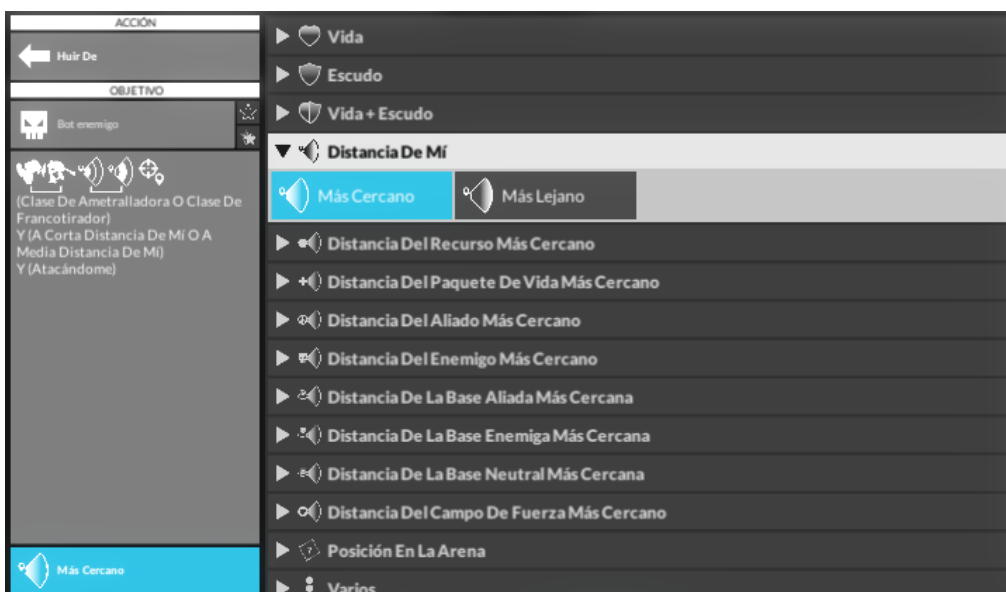 ACCIÓN
Huir De
OBJETIVO
Bot enemigo
(Clase De Ametralladora O Clase De
Francotirador)
Y (A Corta Distancia De Mí O A
Media Distancia De Mí)
Y (Atacándome)
Más Cercano
Vida
Escudo
Vida + Escudo
Distancia De Mí
Más Cercano
Más Lejano
Distancia Del Recurso Más Cercano
Distancia Del Paquete De Vida Más Cercano
Distancia Del Aliado Más Cercano
Distancia Del Enemigo Más Cercano
Distancia De La Base Aliada Más Cercana
Distancia De La Base Enemiga Más Cercana
Distancia De La Base Neutral Más Cercana
Distancia Del Campo De Fuerza Más Cercano
Posición En La Arena
Varios